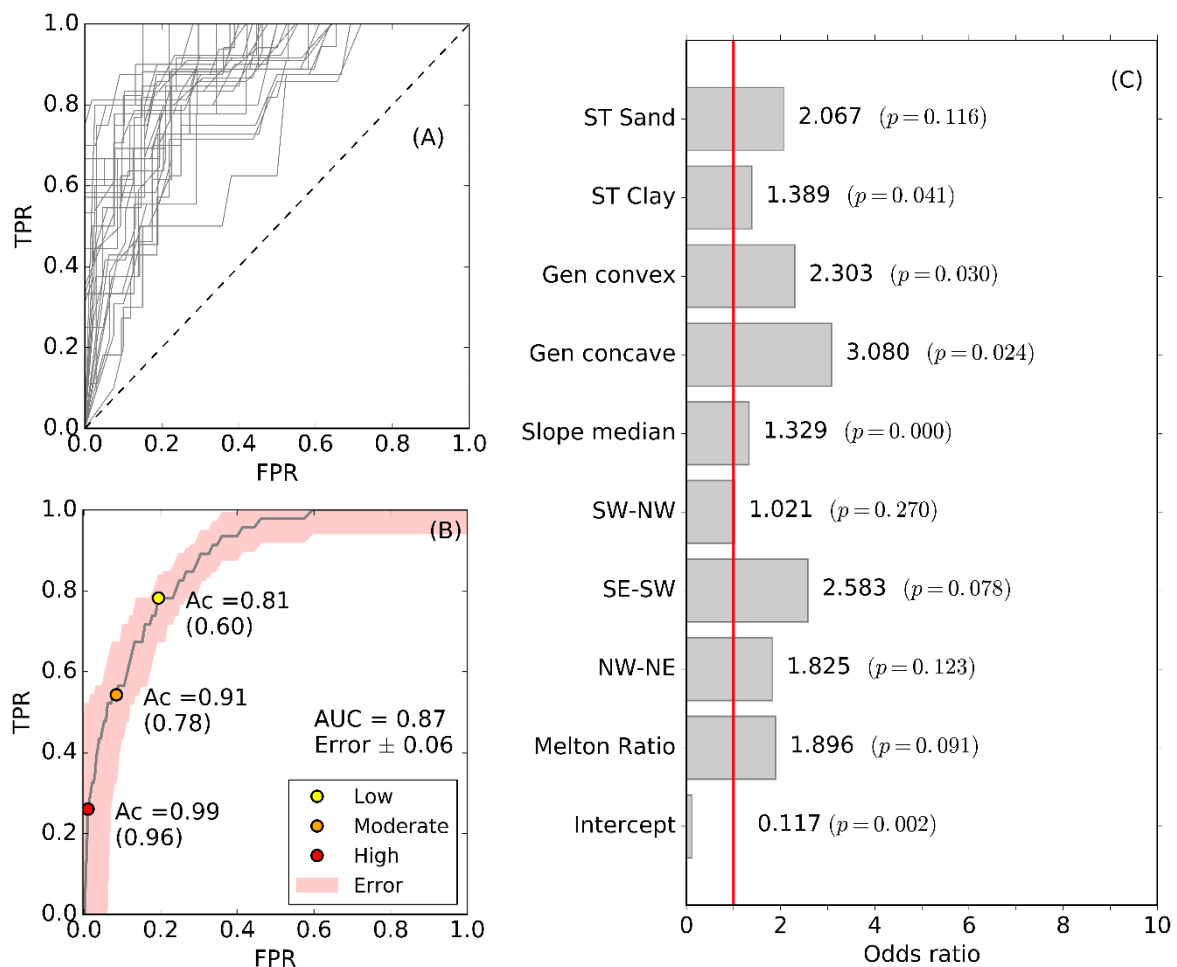 1.0
0.8
0.6
0.4
0.2
0.0
TPR
(A)
0.0 0.2 0.4 0.6 0.8 1.0
FPR
1.0
0.8
0.6
0.4
0.2
0.0
TPR
(B)
Ac =0.81
(0.60)
Ac =0.91
(0.78)
AUC = 0.87
Error ± 0.06
Ac =0.99
(0.96)
Low
Moderate
High
Error
0.0 0.2 0.4 0.6 0.8 1.0
FPR
(C)
ST Sand 2.067 (p = 0.116)
ST Clay 1.389 (p = 0.041)
Gen convex 2.303 (p = 0.030)
Gen concave 3.080 (p = 0.024)
Slope median 1.329 (p = 0.000)
SW-NW 1.021 (p = 0.270)
SE-SW 2.583 (p = 0.078)
NW-NE 1.825 (p = 0.123)
Melton Ratio 1.896 (p = 0.091)
Intercept 0.117 (p = 0.002)
0 2 4 6 8 10
Odds ratio